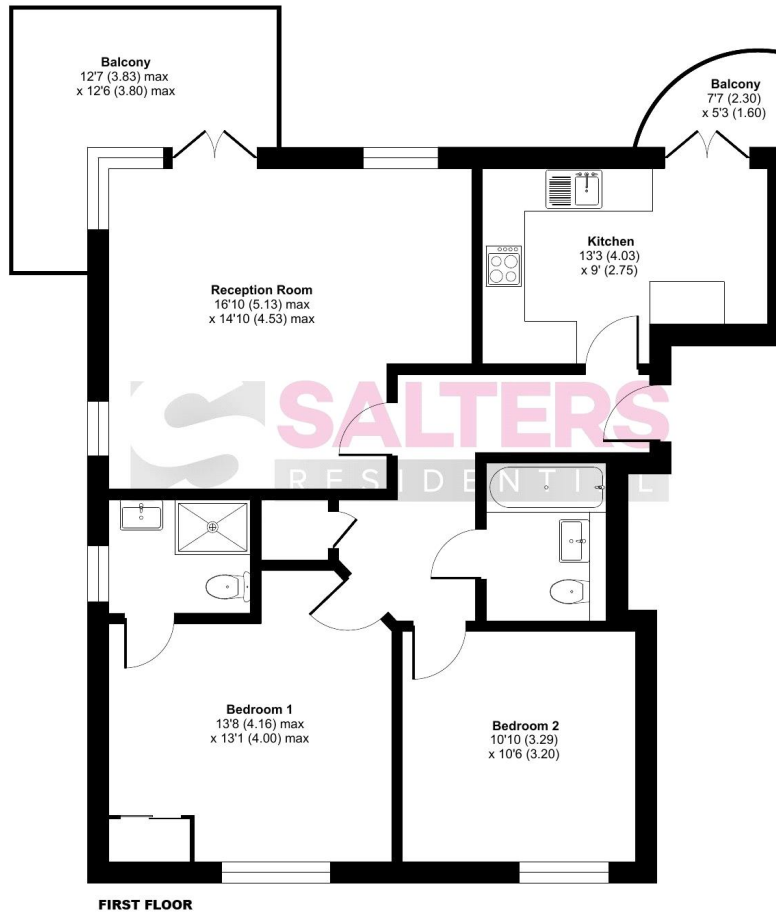 Balcony
12'7 (3.83) max
x 12'6 (3.80) max
Balcony
7'7 (2.30)
x 5'3 (1.60)
Kitchen
13'3 (4.03)
x 9' (2.75)
Reception Room
16'10 (5.13) max
x 14'10 (4.53) max
SALTERS
RESIDENTIAL
Bedroom 1
13'8 (4.16) max
x 13'1 (4.00) max
Bedroom 2
10'10 (3.29)
x 10'6 (3.20)
FIRST FLOOR